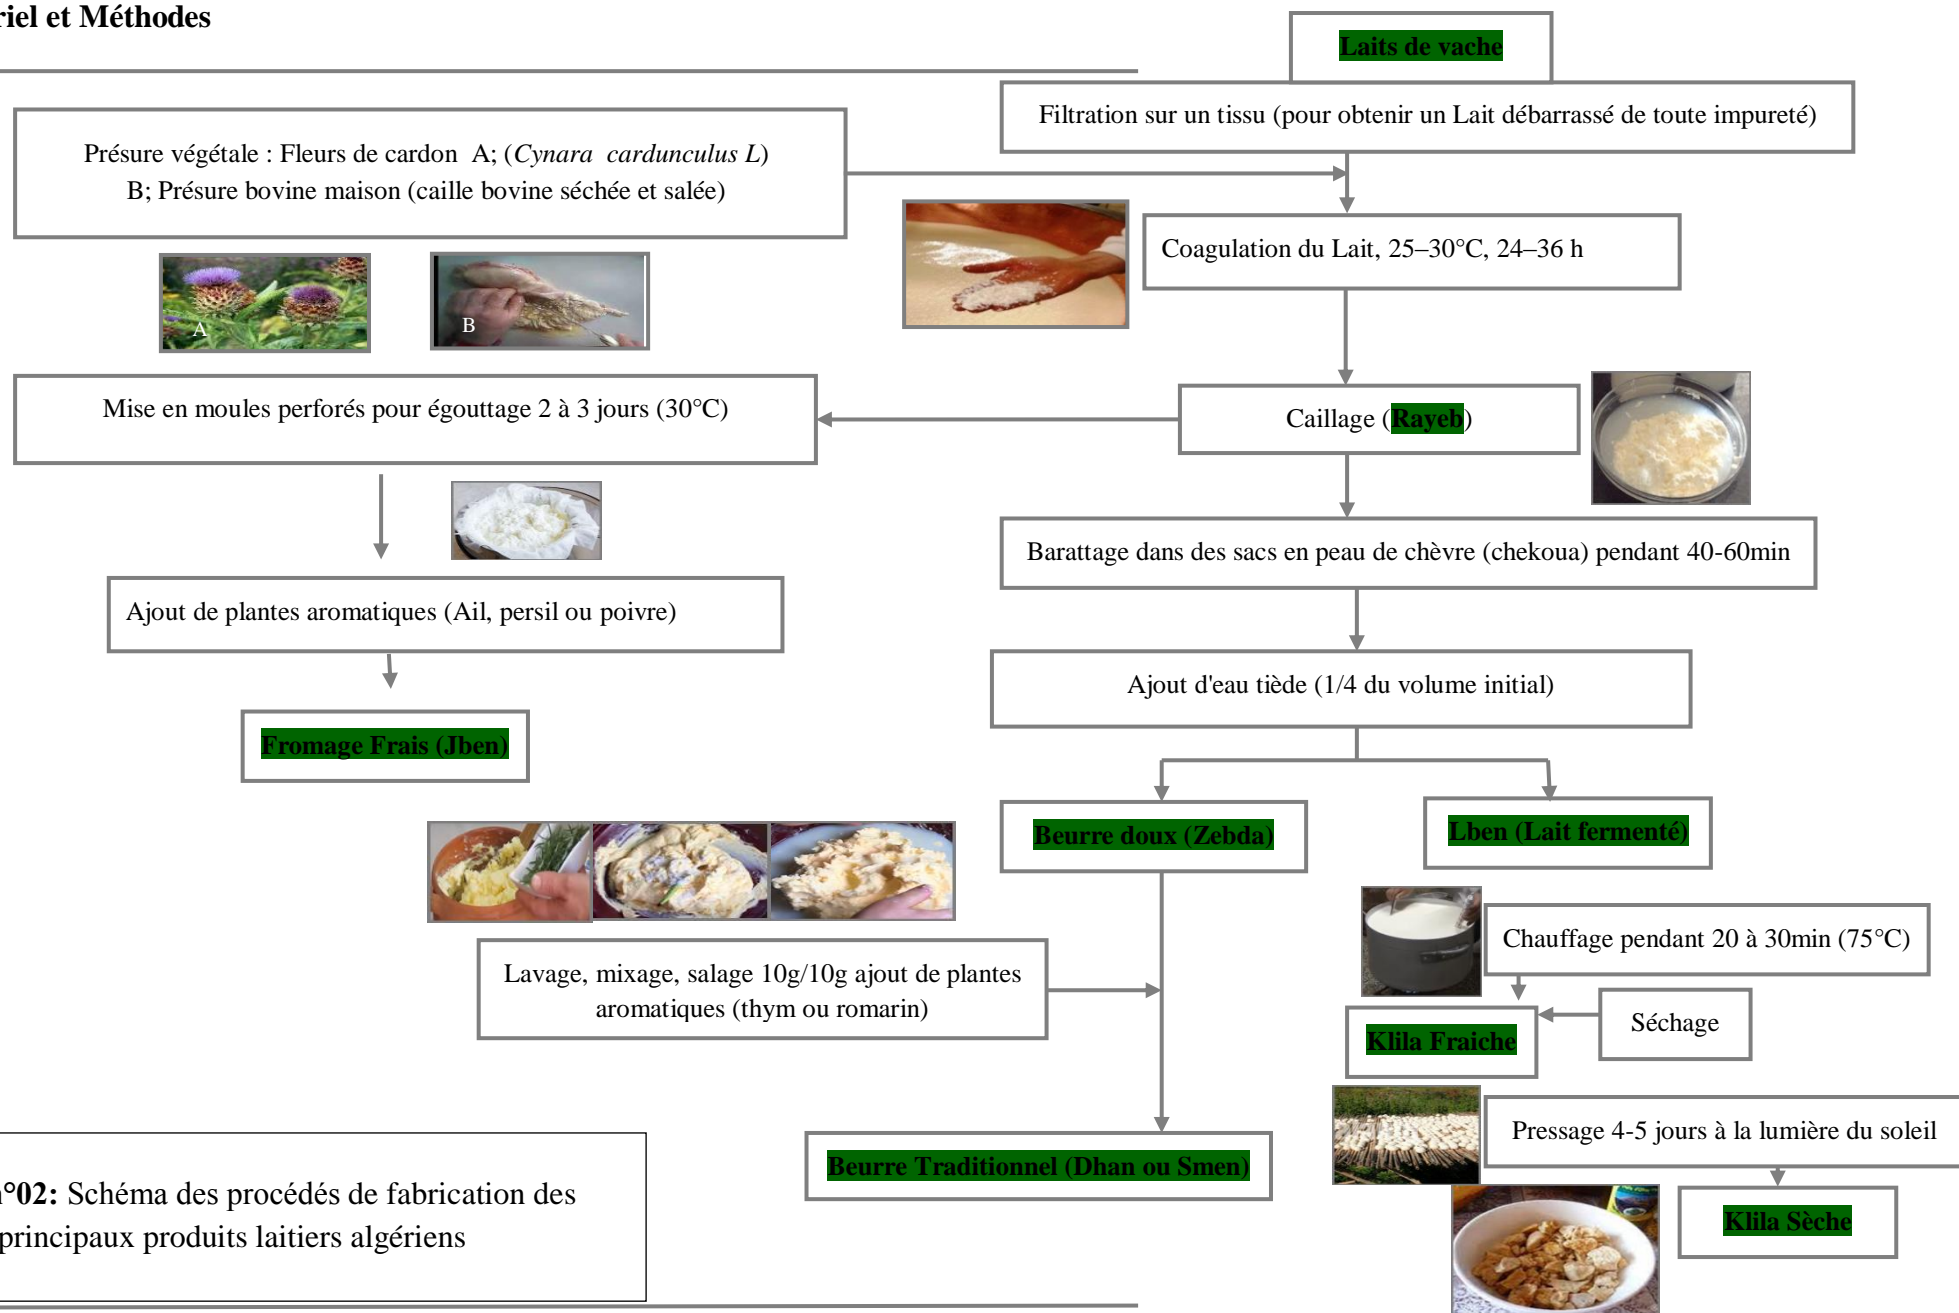 riel et Méthodes
Laits de vache
Filtration sur un tissu (pour obtenir un Lait débarrassé de toute impureté)
Présure végétale : Fleurs de cardon A; (Cynara cardunculus L)
B; Présure bovine maison (caille bovine séchée et salée)
A
B
Coagulation du Lait, 25–30°C, 24–36 h
Mise en moules perforés pour égouttage 2 à 3 jours (30°C)
Caillage (Rayeb)
Barattage dans des sacs en peau de chèvre (chekoua) pendant 40-60min
Ajout de plantes aromatiques (Ail, persil ou poivre)
Ajout d'eau tiède (1/4 du volume initial)
Fromage Frais (Jben)
Beurre doux (Zebda)
Lben (Lait fermenté)
Chauffage pendant 20 à 30min (75°C)
Lavage, mixage, salage 10g/10g ajout de plantes
aromatiques (thym ou romarin)
Séchage
Klila Fraiche
Pressage 4-5 jours à la lumière du soleil
Beurre Traditionnel (Dhan ou Smen)
Klila Sèche
n°02: Schéma des procédés de fabrication des
principaux produits laitiers algériens